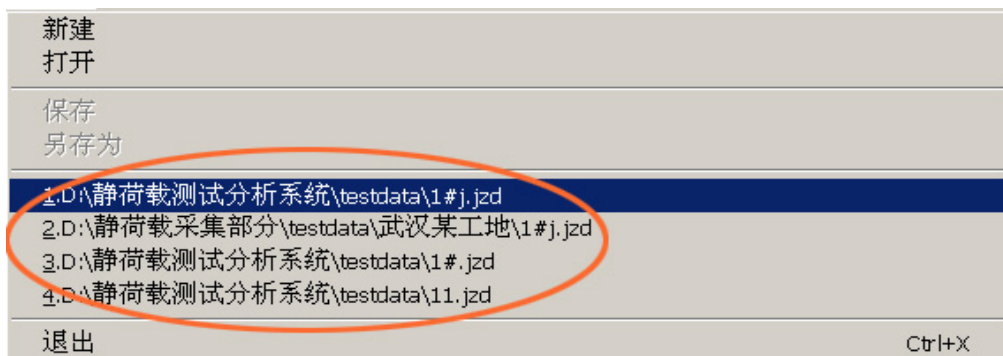 新建
打开
保存
另存为
1.D:\静荷载测试分析系统\testdata\1#j.jzd
2.D:\静荷载采集部分\testdata\武汉某工地\1#j.jzd
3.D:\静荷载测试分析系统\testdata\1#.jzd
4.D:\静荷载测试分析系统\testdata\11.jzd
退出 Ctrl+X